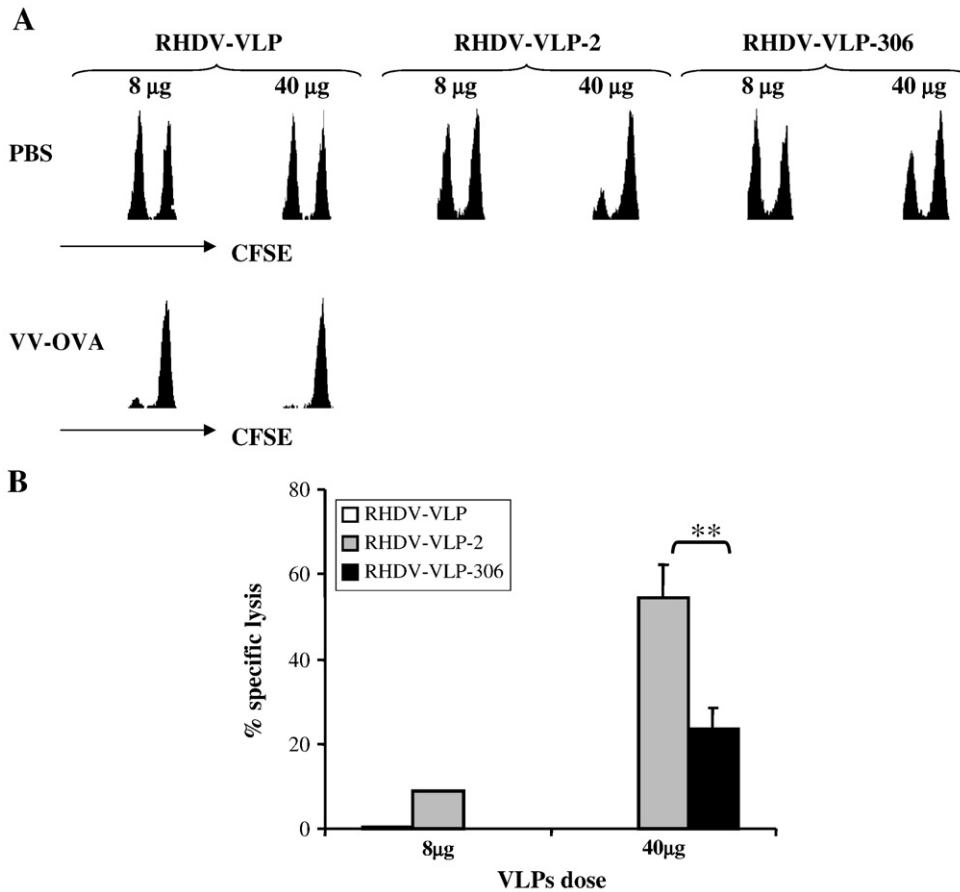 A
RHDV-VLP RHDV-VLP-2 RHDV-VLP-306
8 µg 40 µg 8 µg 40 µg 8 µg 40 µg
PBS
CFSE
VV-OVA
CFSE
B
80
60
40
20
0
% specific lysis
RHDV-VLP
RHDV-VLP-2
RHDV-VLP-306
**
8µg 40µg
VLPs dose